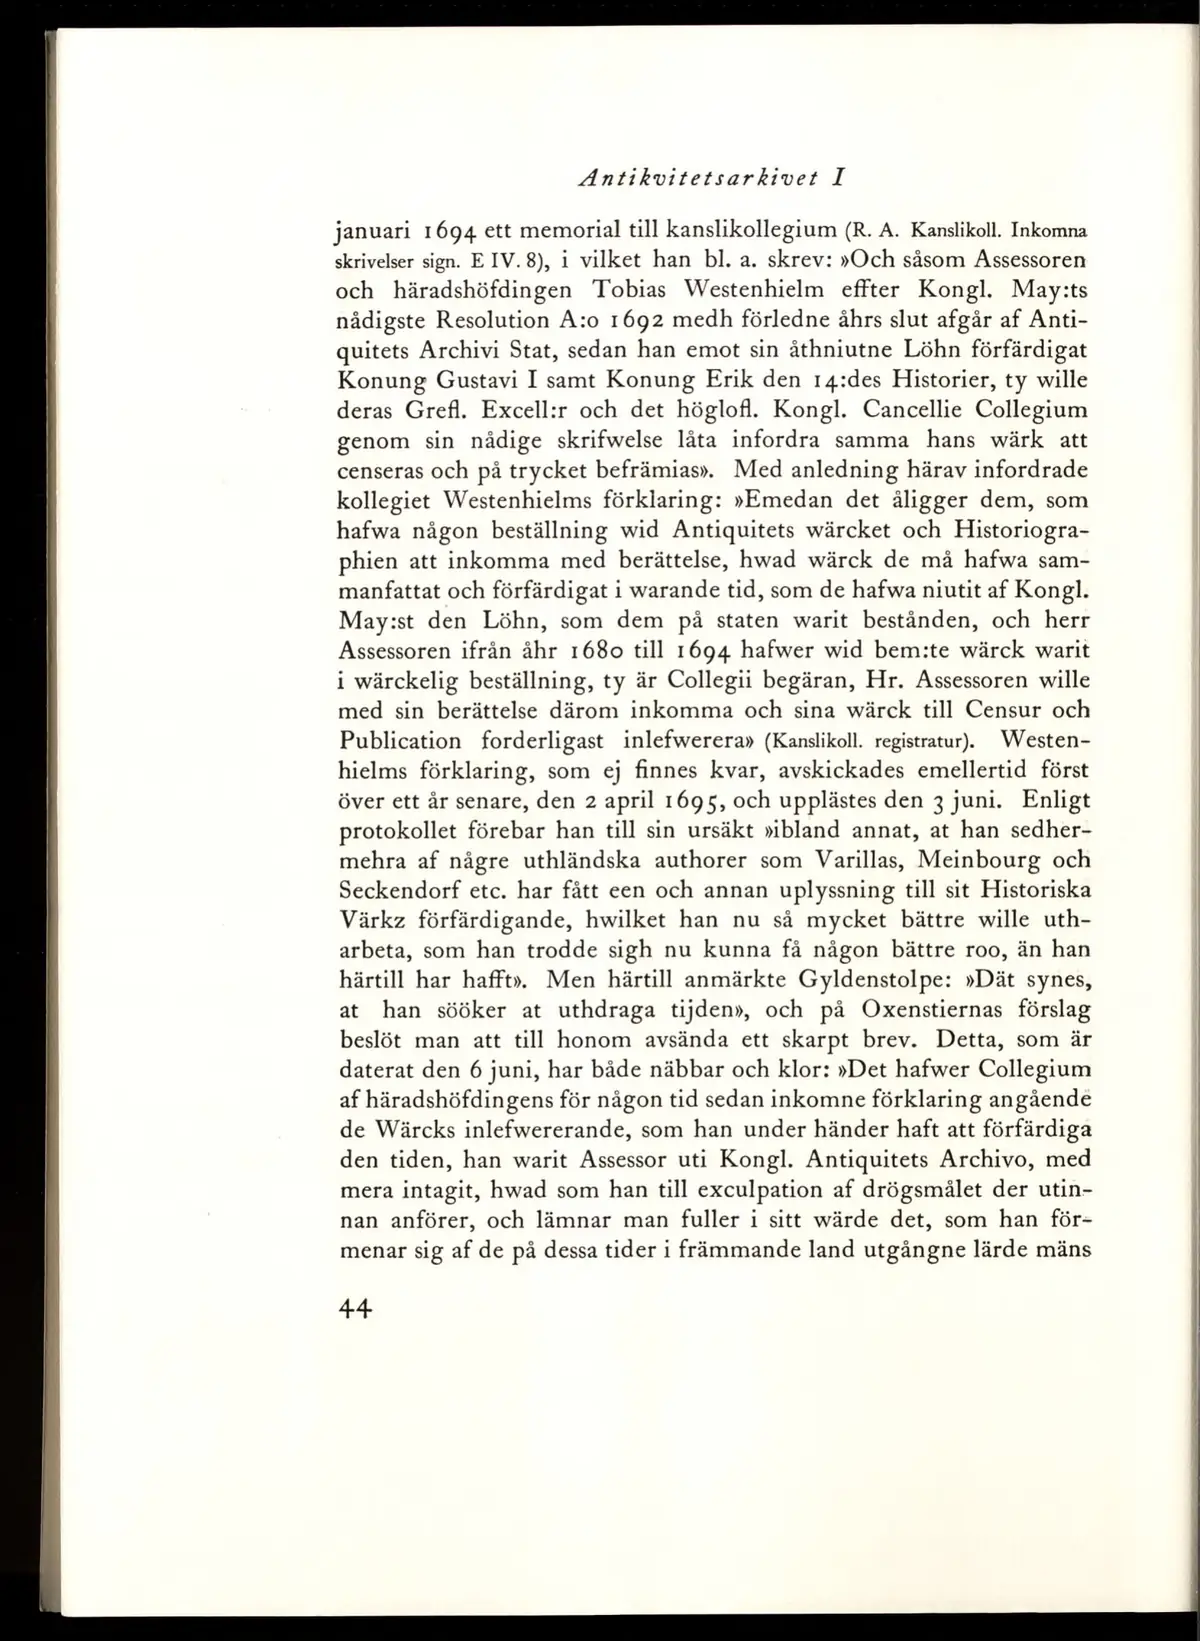 Antikvitetsarkivet I
januari 1694 ett memorial till kanslikollegium (R. A. Kanslikoll. Inkomna
skrivelser sign. E IV. 8), i vilket han bl. a. skrev: »Och såsom Assessoren
och häradshöfdingen Tobias Westenhielm effter Kongl. May:ts
nådigste Resolution A:o 1692 medh förledne åhrs slut afgår af Anti-
quitets Archivi Stat, sedan han emot sin åthniutne Löhn förfärdigat
Konung Gustavi I samt Konung Erik den 14:des Historier, ty wille
deras Grefl. Excell:r och det höglofl. Kongl. Cancellie Collegium
genom sin nådige skrifwelse låta infordra samma hans wärk att
censeras och på trycket befrämias». Med anledning härav infordrade
kollegiet Westenhielms förklaring: »Emedan det åligger dem, som
hafwa någon beställning wid Antiquitets wärcket och Historiogra-
phien att inkomma med berättelse, hwad wärck de må hafwa sam-
manfattat och förfärdigat i warande tid, som de hafwa niutit af Kongl.
May:st den Löhn, som dem på staten warit bestånden, och herr
Assessoren ifrån åhr 1680 till 1694 hafwer wid bem:te wärck warit
i wärckelig beställning, ty är Collegii begäran, Hr. Assessoren wille
med sin berättelse därom inkomma och sina wärck till Censur och
Publication forderligast inlefwerera» (Kanslikoll. registratur). Westen-
hielms förklaring, som ej finnes kvar, avskickades emellertid först
över ett år senare, den 2 april 1695, och upplästes den 3 juni. Enligt
protokollet förebar han till sin ursäkt »ibland annat, at han sedher-
mehra af någre uthländska authorer som Varillas, Meinbourg och
Seckendorf etc. har fått een och annan uplyssning till sit Historiska
Värkz förfärdigande, hwilket han nu så mycket bättre wille uth-
arbeta, som han trodde sigh nu kunna få någon bättre roo, än han
härtill har hafft». Men härtill anmärkte Gyldenstolpe: »Dät synes,
at han sööker at uthdraga tijden», och på Oxenstiernas förslag
beslöt man att till honom avsända ett skarpt brev. Detta, som är
daterat den 6 juni, har både näbbar och klor: »Det hafwer Collegium
af häradshöfdingens för någon tid sedan inkomne förklaring angående
de Wärcks inlefwererande, som han under händer haft att förfärdiga
den tiden, han warit Assessor uti Kongl. Antiquitets Archivo, med
mera intagit, hwad som han till exculpation af drögsmålet der utin-
nan anförer, och lämnar man fuller i sitt wärde det, som han för-
menar sig af de på dessa tider i främmande land utgångne lärde mäns
44